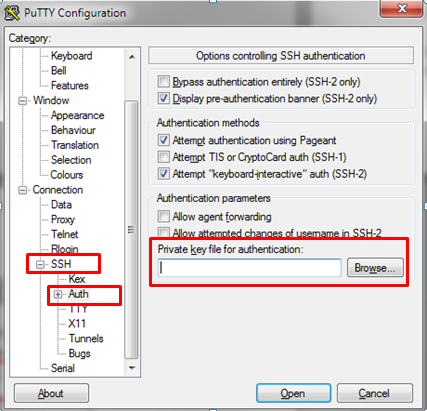 PuTTY Configuration
Category:
Keyboard
Bell
Features
Window
Appearance
Behaviour
Translation
Selection
Colours
Connection
Data
Proxy
Telnet
Rlogin
SSH
Kex
Auth
TTY
X11
Tunnels
Bugs
Serial
Options controlling SSH authentication
Bypass authentication entirely (SSH-2 only)
Display pre-authentication banner (SSH-2 only)
Authentication methods
Attempt authentication using Pageant
Attempt TIS or CryptoCard auth (SSH-1)
Attempt "keyboard-interactive" auth (SSH-2)
Authentication parameters
Allow agent forwarding
Allow attempted changes of username in SSH-2
Private key file for authentication:
Browse...
About
Open
Cancel